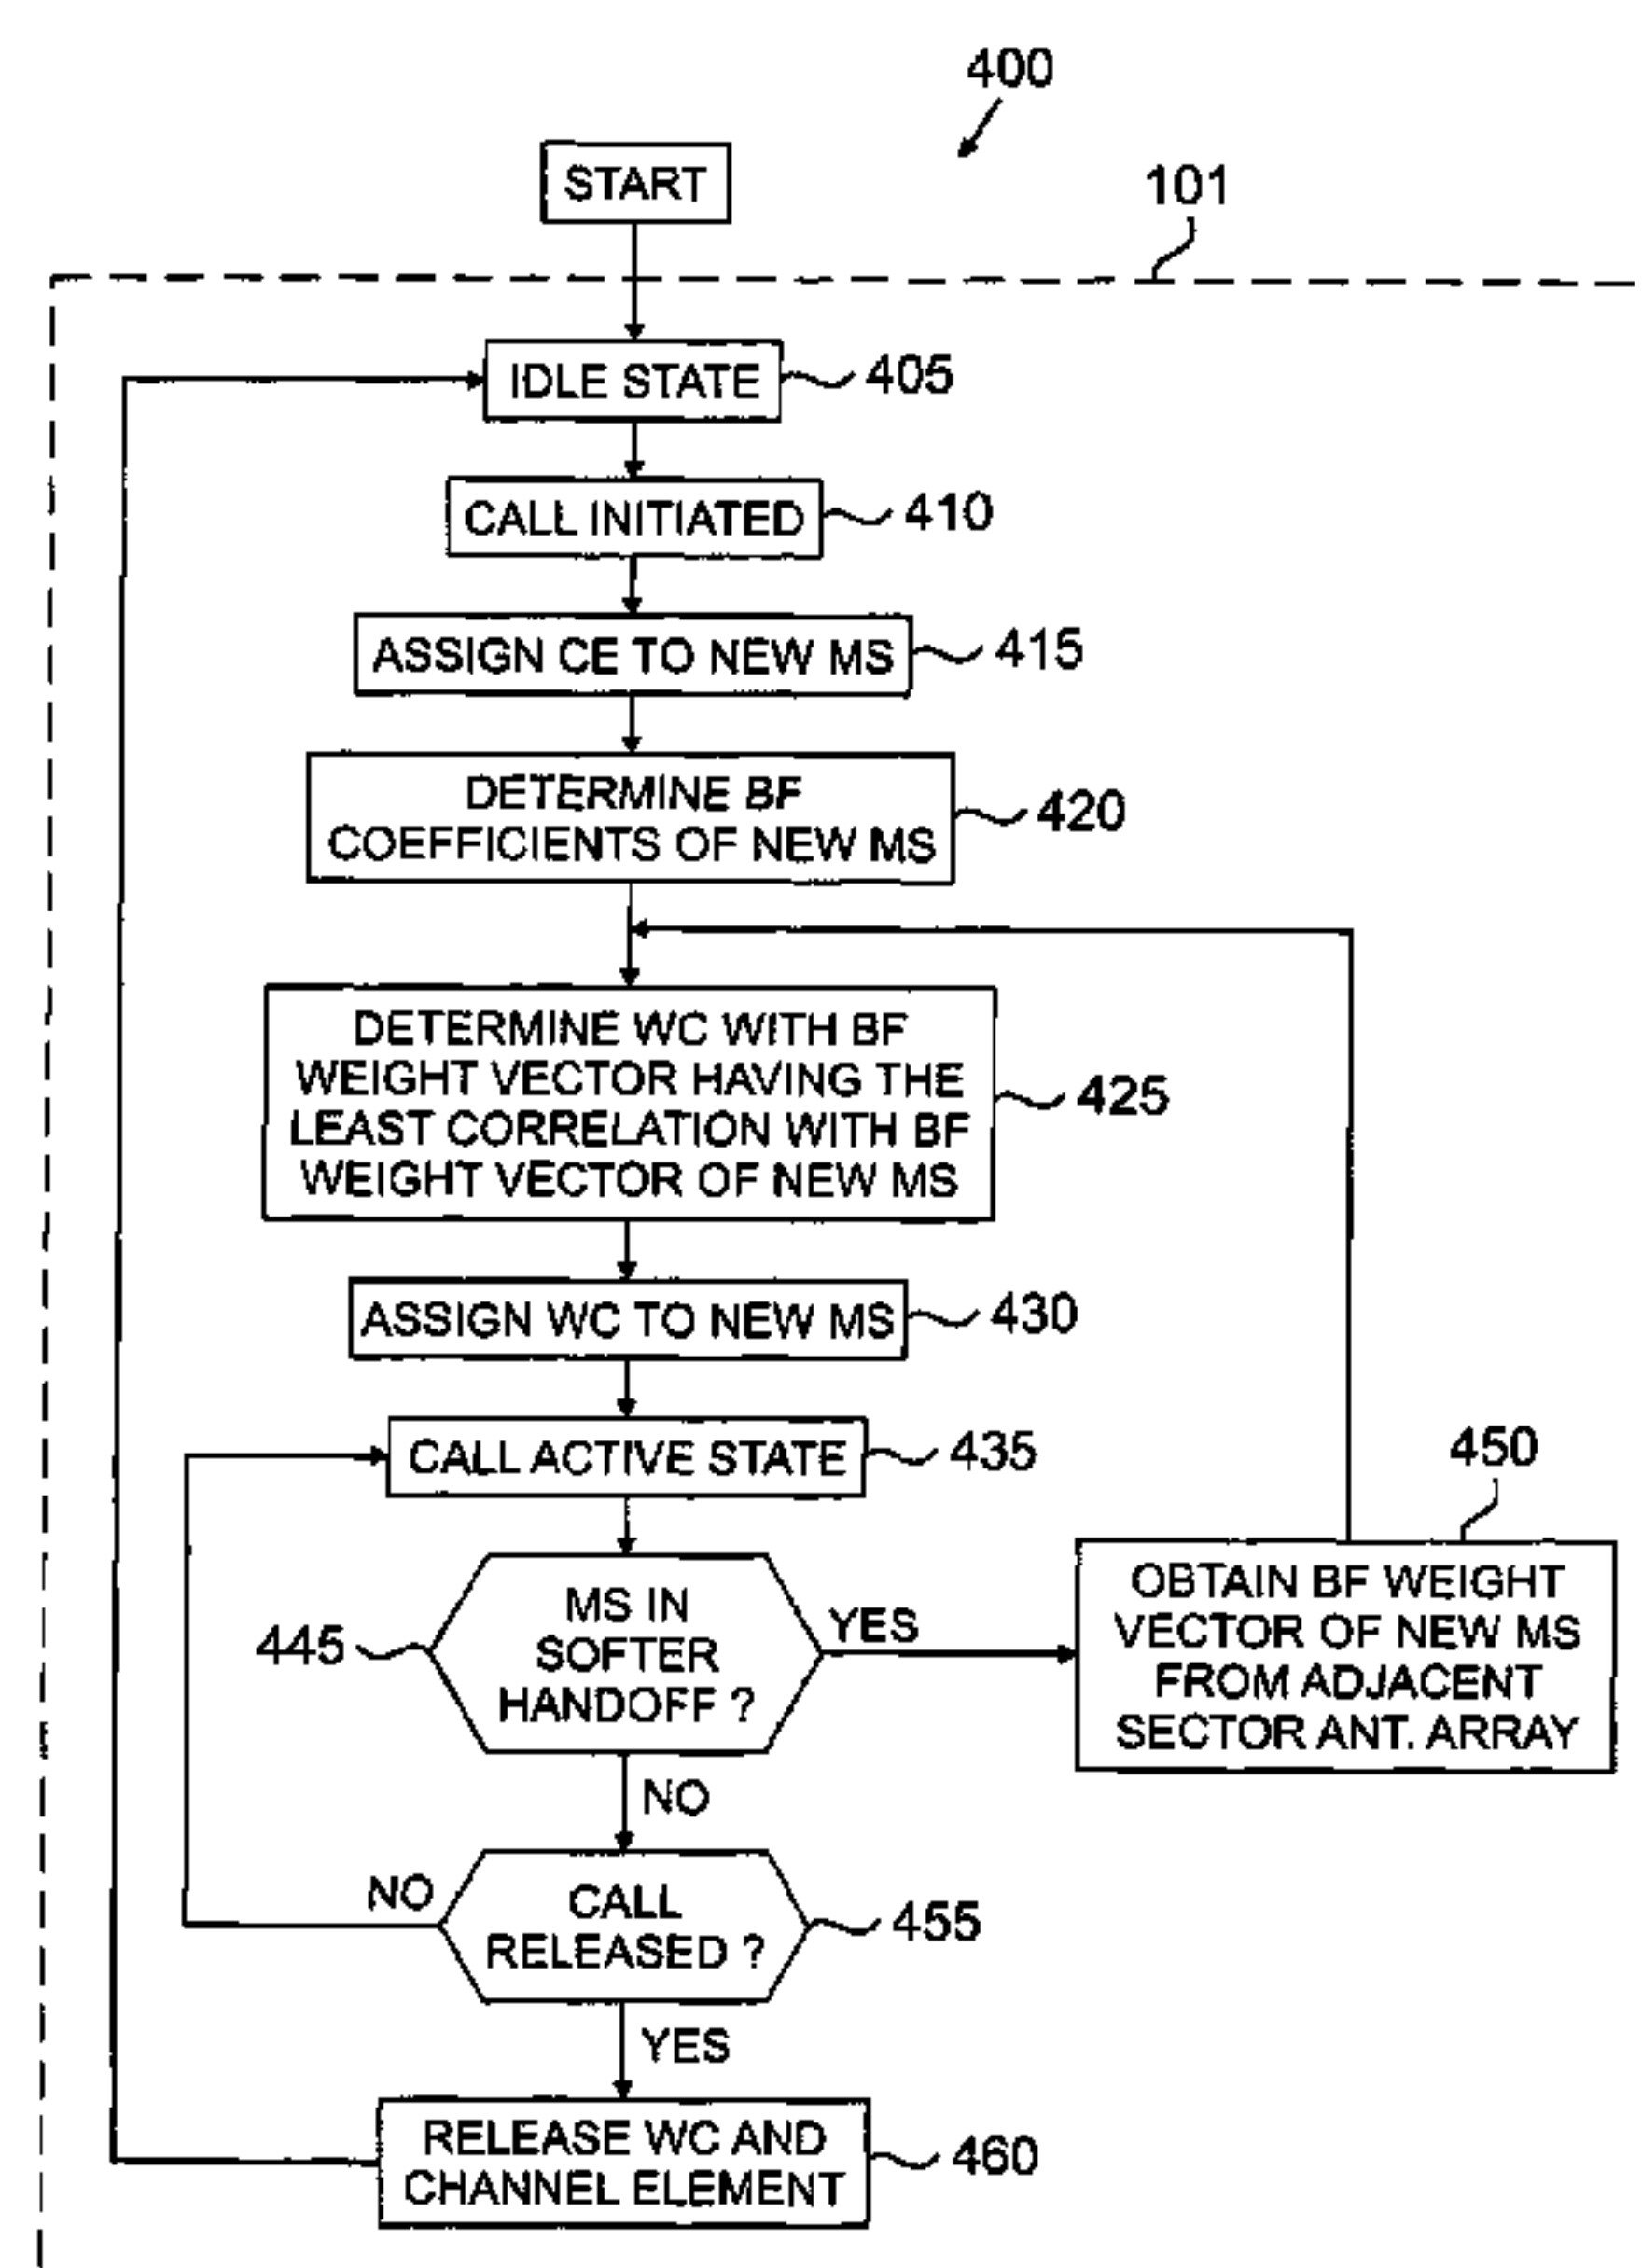 400
START
101
IDLE STATE
405
CALL INITIATED
410
ASSIGN CE TO NEW MS
415
DETERMINE BF
COEFFICIENTS OF NEW MS
420
DETERMINE WC WITH BF
WEIGHT VECTOR HAVING THE
LEAST CORRELATION WITH BF
WEIGHT VECTOR OF NEW MS
425
ASSIGN WC TO NEW MS
430
CALL ACTIVE STATE
435
450
445
MS IN
SOFTER
HANDOFF ?
YES
OBTAIN BF WEIGHT
VECTOR OF NEW MS
FROM ADJACENT
SECTOR ANT. ARRAY
NO
NO
CALL
RELEASED ?
455
YES
RELEASE WC AND
CHANNEL ELEMENT
460